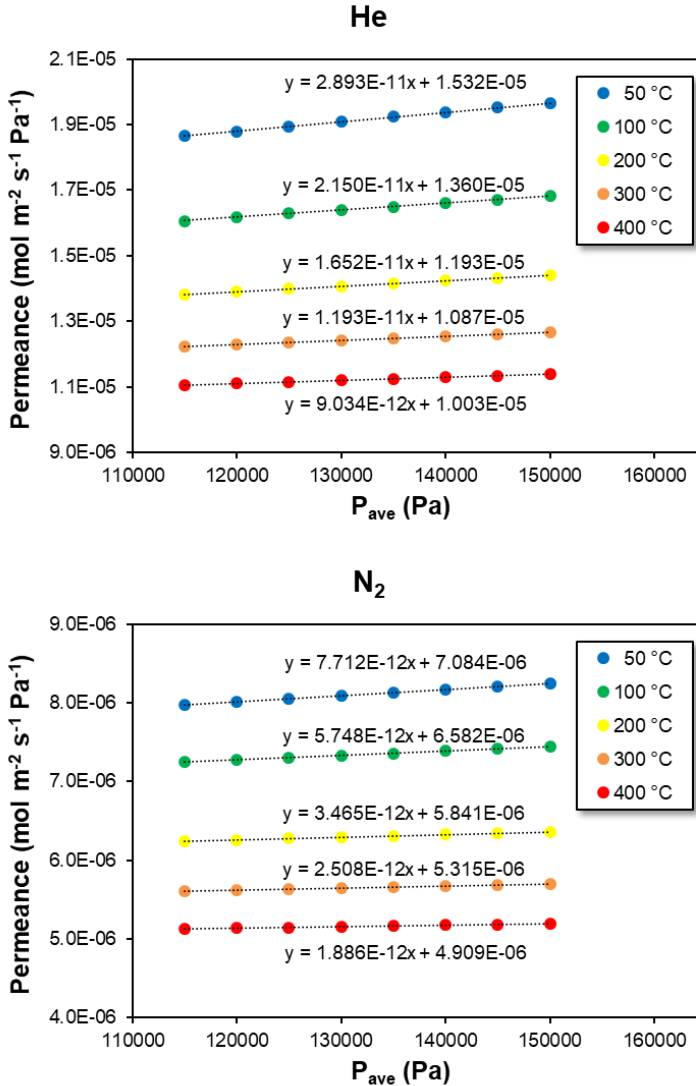 He
2.1E-05
1.9E-05
1.7E-05
1.5E-05
1.3E-05
1.1E-05
9.0E-06
Permeance (mol m⁻² s⁻¹ Pa⁻¹)
y = 2.893E-11x + 1.532E-05
y = 2.150E-11x + 1.360E-05
y = 1.652E-11x + 1.193E-05
y = 1.193E-11x + 1.087E-05
y = 9.034E-12x + 1.003E-05
50 °C
100 °C
200 °C
300 °C
400 °C
110000 120000 130000 140000 150000 160000
Pave (Pa)
N₂
9.0E-06
8.0E-06
7.0E-06
6.0E-06
5.0E-06
4.0E-06
Permeance (mol m⁻² s⁻¹ Pa⁻¹)
y = 7.712E-12x + 7.084E-06
y = 5.748E-12x + 6.582E-06
y = 3.465E-12x + 5.841E-06
y = 2.508E-12x + 5.315E-06
y = 1.886E-12x + 4.909E-06
50 °C
100 °C
200 °C
300 °C
400 °C
110000 120000 130000 140000 150000 160000
Pave (Pa)